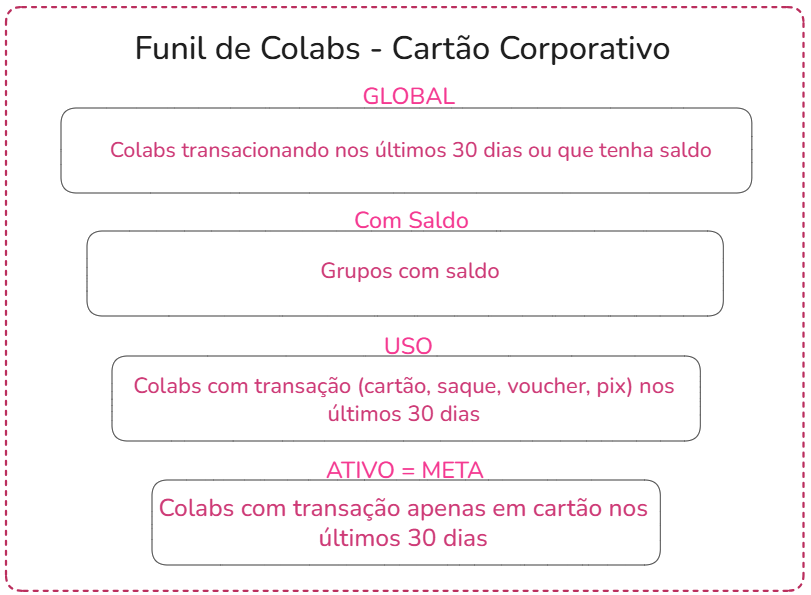 Funil de Colabs - Cartão Corporativo
GLOBAL
Colabs transacionando nos últimos 30 dias ou que tenha saldo
Com Saldo
Grupos com saldo
USO
Colabs com transação (cartão, saque, voucher, pix) nos
últimos 30 dias
ATIVO = META
Colabs com transação apenas em cartão nos
últimos 30 dias